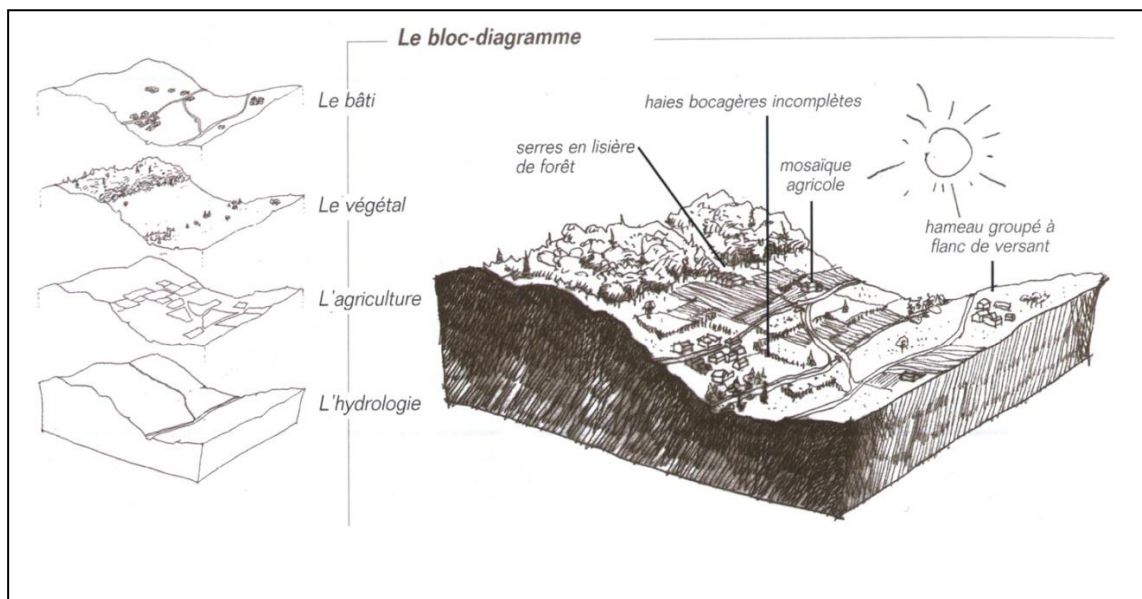 Le bloc-diagramme
Le bâti
Le végétal
L'agriculture
L'hydrologie
haies bocagères incomplètes
serres en lisière
de forêt
mosaïque
agricole
hameau groupé à
flanc de versant